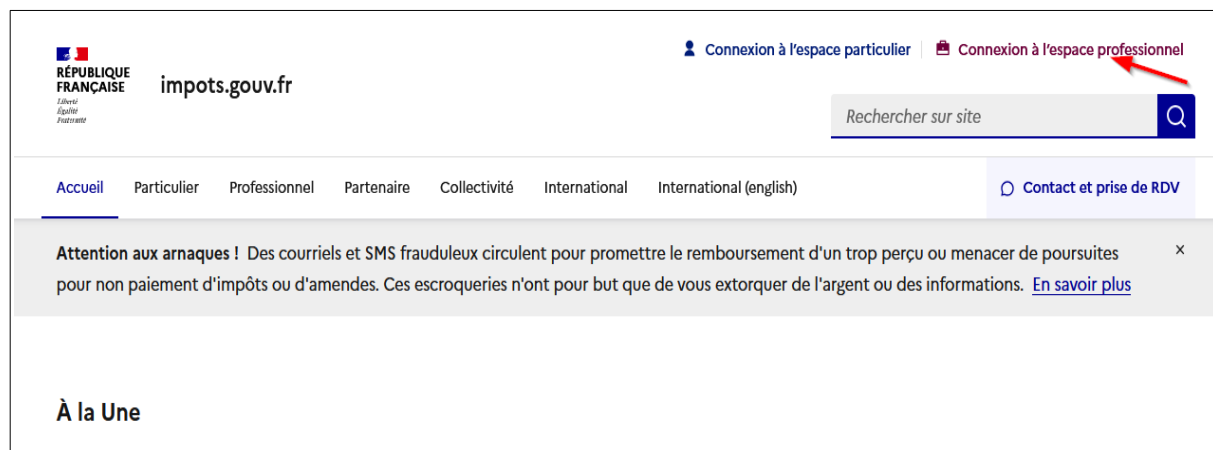 Connexion à l'espace particulier
Connexion à l'espace professionnel
RÉPUBLIQUE
FRANÇAISE
Liberté
Égalité
Fraternité
impots.gouv.fr
Rechercher sur site
Accueil Particulier Professionnel Partenaire Collectivité International International (english) Contact et prise de RDV
Attention aux arnaques ! Des courriels et SMS frauduleux circulent pour promettre le remboursement d'un trop perçu ou menacer de poursuites
pour non paiement d'impôts ou d'amendes. Ces escroqueries n'ont pour but que de vous extorquer de l'argent ou des informations. En savoir plus
À la Une